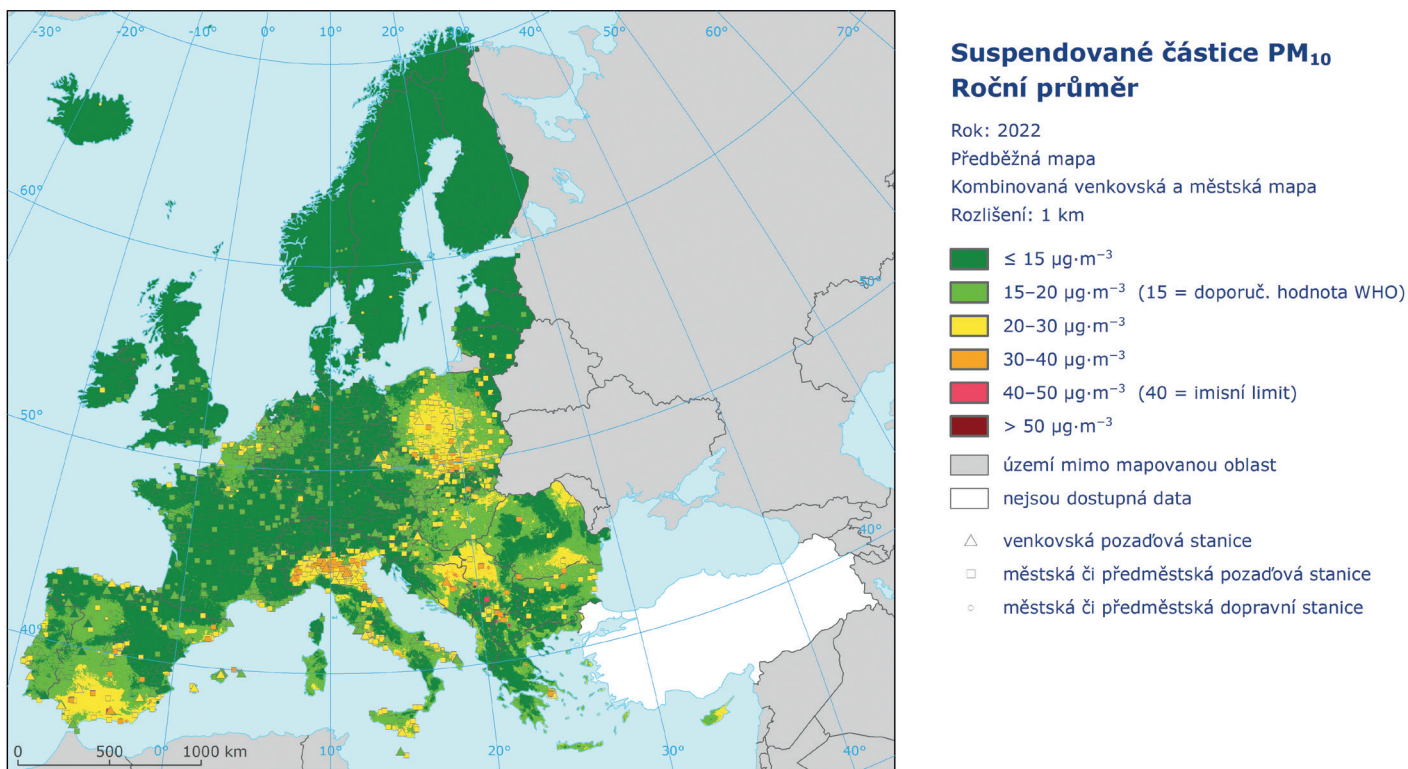 -30° -20° -10° 0° 10° 20° 30° 40° 50° 60° 70°
60°
50°
50°
40°
40°
0 500 1000 km
0° 10° 20° 30° 40°
Suspendované částice PM₁₀
Roční průměr
Rok: 2022
Předběžná mapa
Kombinovaná venkovská a městská mapa
Rozlišení: 1 km
≤ 15 µg·m⁻³
15–20 µg·m⁻³ (15 = doporuč. hodnota WHO)
20–30 µg·m⁻³
30–40 µg·m⁻³
40–50 µg·m⁻³ (40 = imisní limit)
> 50 µg·m⁻³
území mimo mapovanou oblast
nejsou dostupná data
venkovská pozaďová stanice
městská či předměstská pozaďová stanice
městská či předměstská dopravní stanice